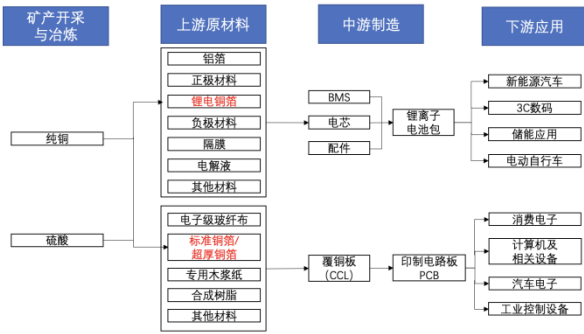 矿产开采
与冶炼
上游原材料
中游制造
下游应用
纯铜
硫酸
铝箔
正极材料
锂电铜箔
负极材料
隔膜
电解液
其他材料
BMS
电芯
配件
锂离子
电池包
新能源汽车
3C数码
储能应用
电动自行车
电子级玻纤布
标准铜箔/
超厚铜箔
专用木浆纸
合成树脂
其他材料
覆铜板
(CCL)
印制电路板
PCB
消费电子
计算机及
相关设备
汽车电子
工业控制设备